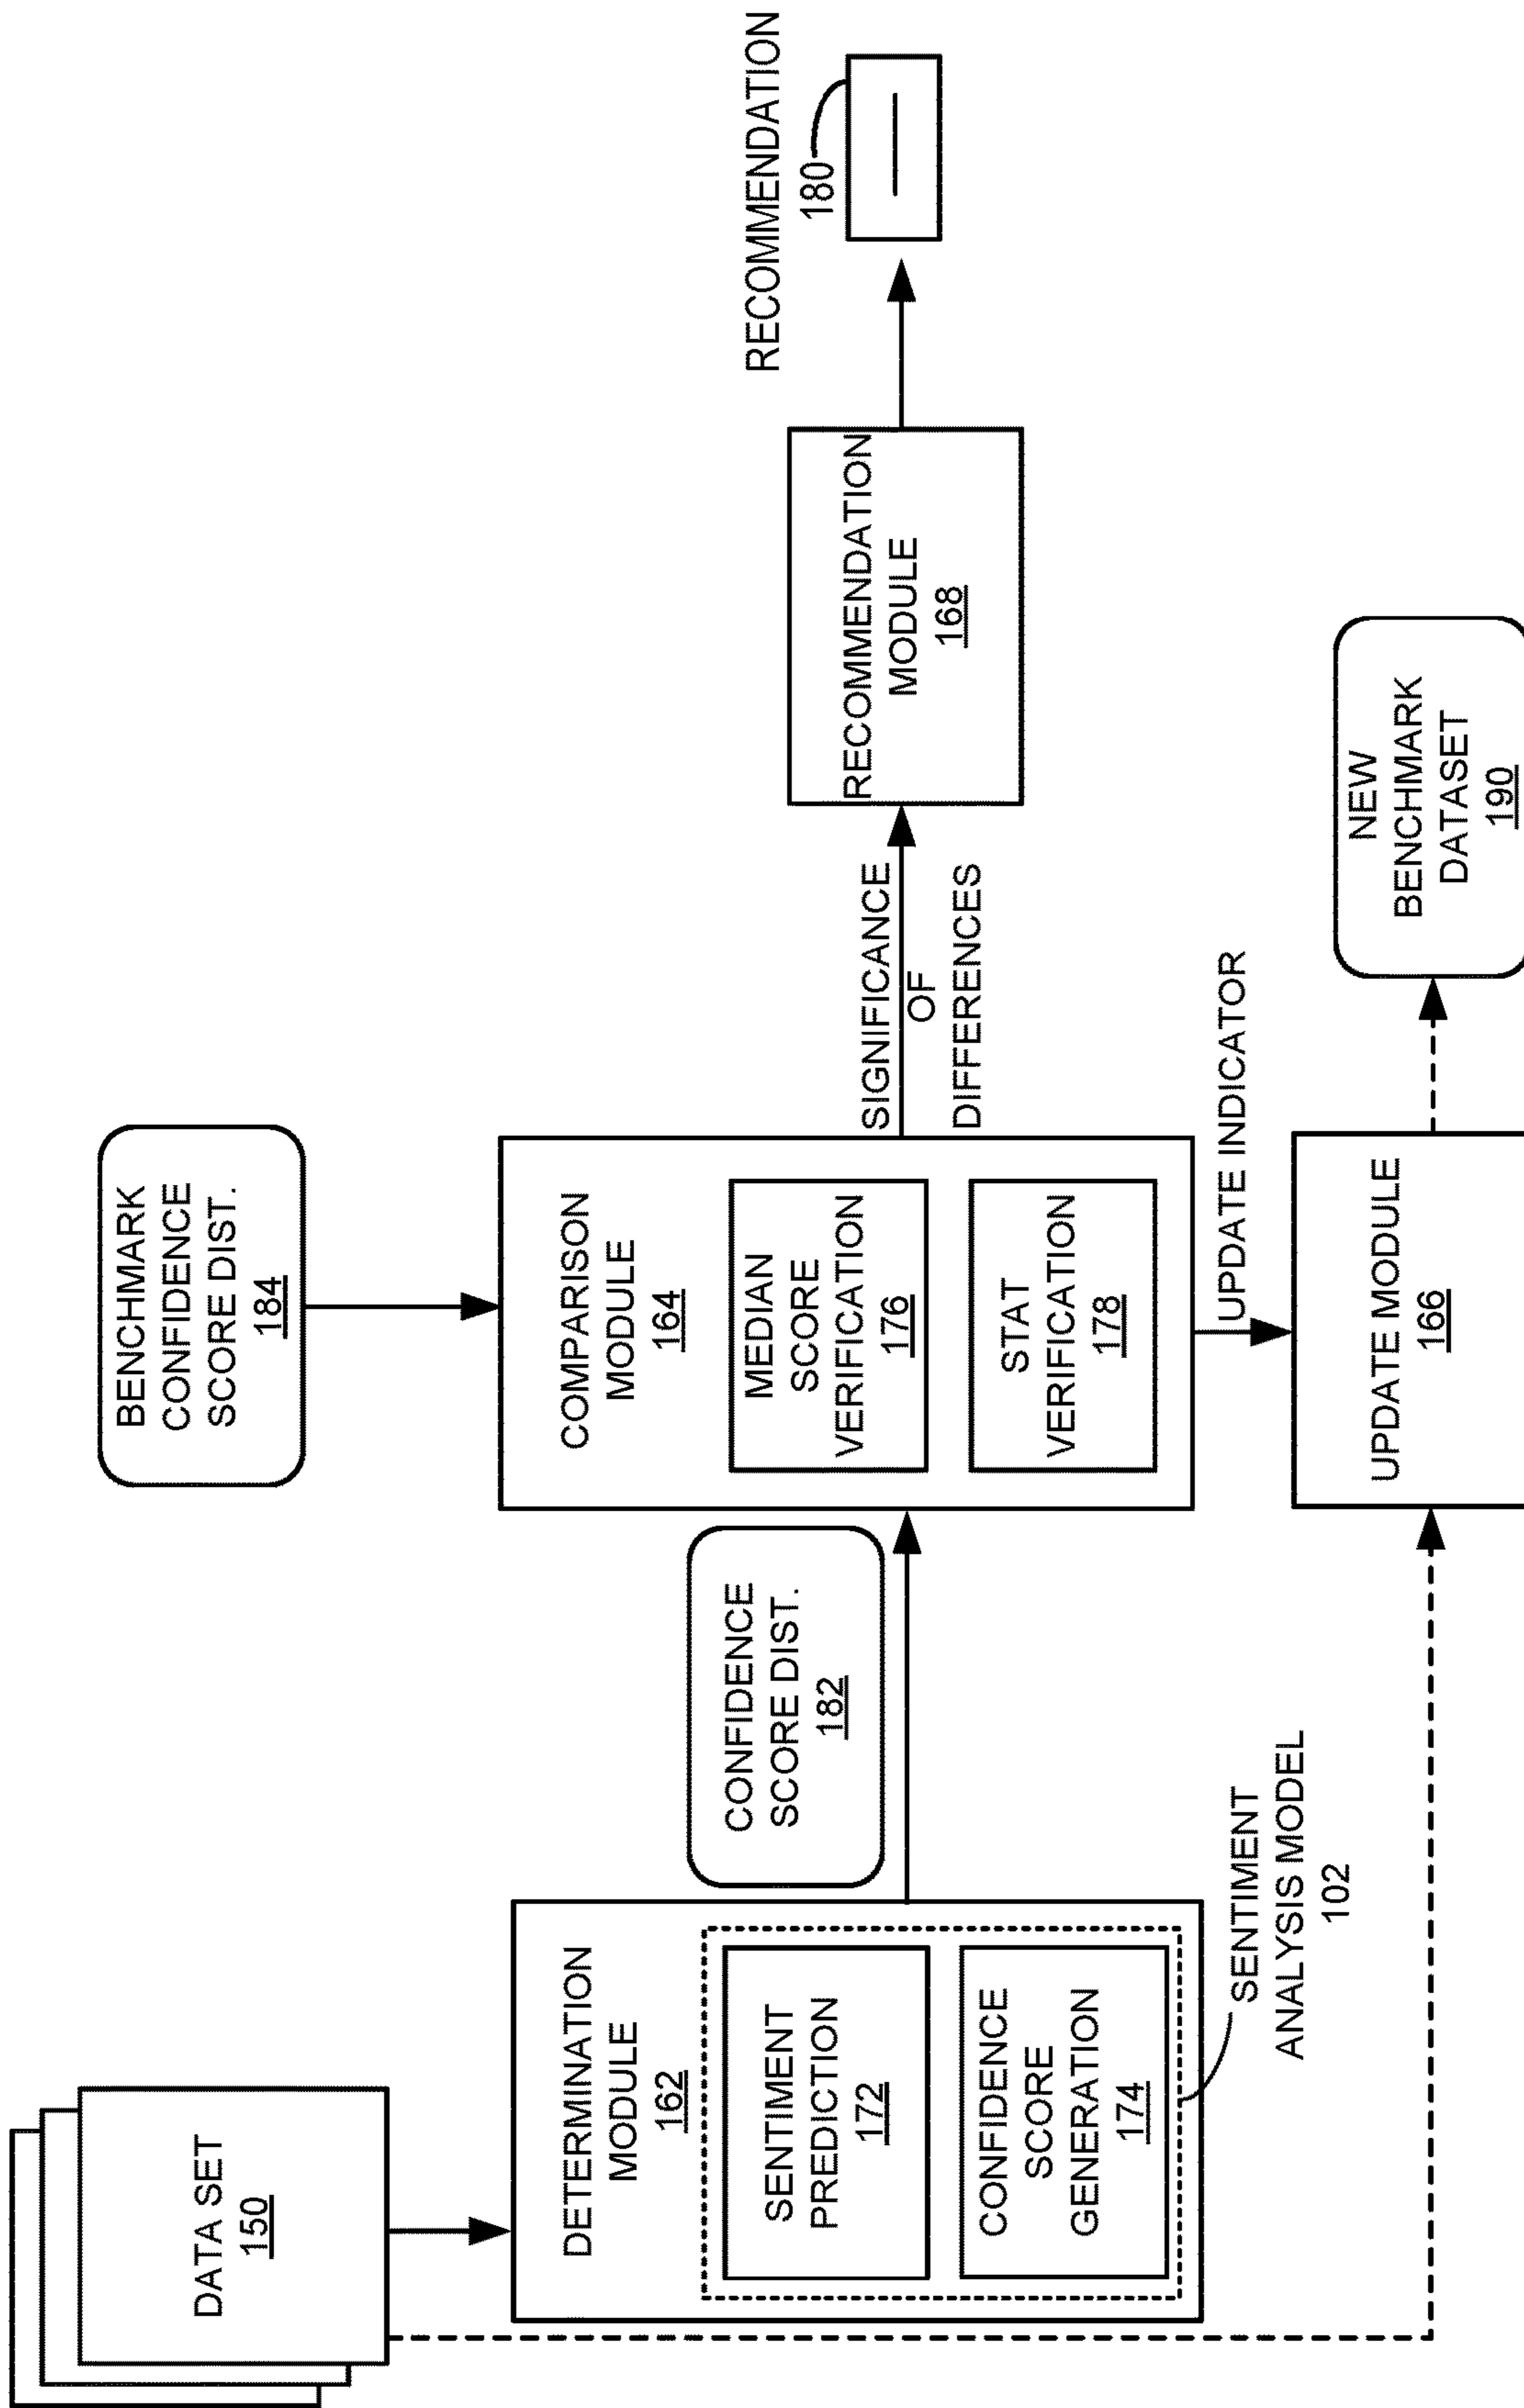 DATA SET
150
DETERMINATION
MODULE
162
SENTIMENT
PREDICTION
172
CONFIDENCE
SCORE
GENERATION
174
SENTIMENT
ANALYSIS MODEL
102
CONFIDENCE
SCORE DIST.
182
BENCHMARK
CONFIDENCE
SCORE DIST.
184
COMPARISON
MODULE
164
MEDIAN
SCORE
VERIFICATION
176
STAT
VERIFICATION
178
SIGNIFICANCE
OF
DIFFERENCES
UPDATE INDICATOR
UPDATE MODULE
166
RECOMMENDATION
MODULE
168
RECOMMENDATION
180
NEW
BENCHMARK
DATASET
190